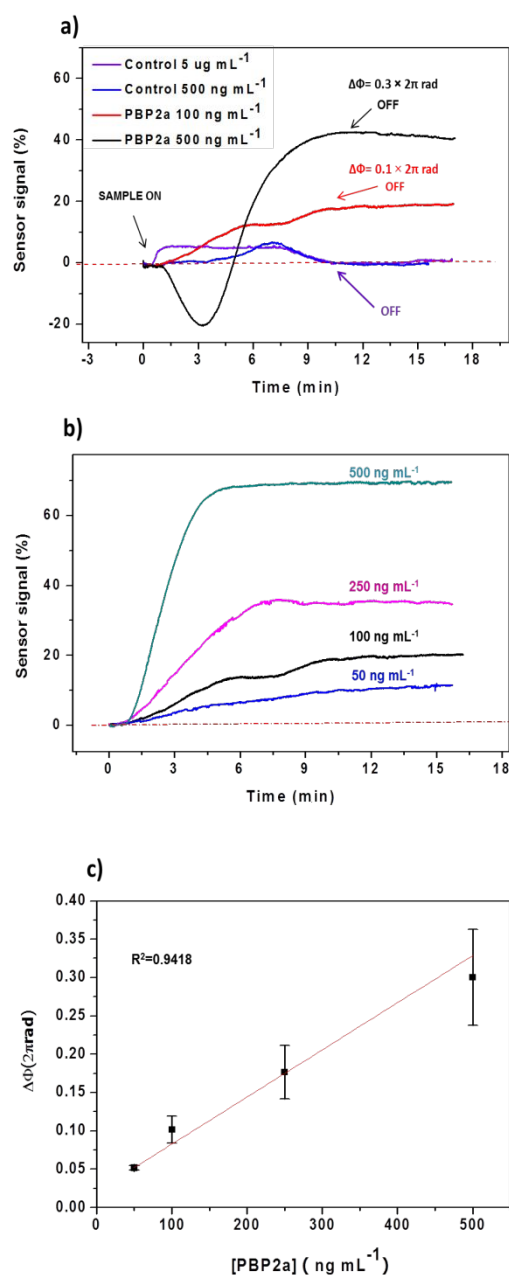 a)
Control 5 ug mL-1
Control 500 ng mL-1
PBP2a 100 ng mL-1
PBP2a 500 ng mL-1
ΔΦ= 0.3 × 2π rad
OFF
ΔΦ= 0.1 × 2π rad
OFF
SAMPLE ON
OFF
Sensor signal (%)
60
40
20
0
-20
-3 0 3 6 9 12 15 18
Time (min)
b)
500 ng mL-1
250 ng mL-1
100 ng mL-1
50 ng mL-1
Sensor signal (%)
60
40
20
0
0 3 6 9 12 15 18
Time (min)
c)
R2=0.9418
ΔΦ(2πrad)
0.40
0.35
0.30
0.25
0.20
0.15
0.10
0.05
0.00
0 100 200 300 400 500
[PBP2a] ( ng mL-1)